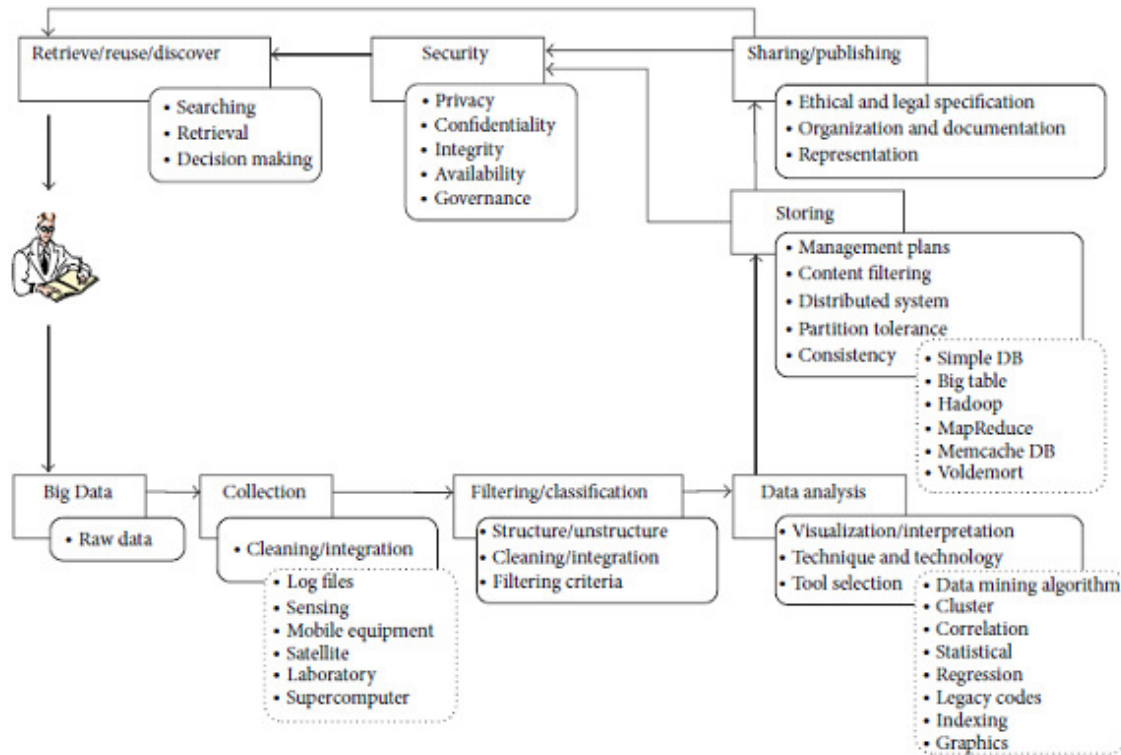 Retrieve/reuse/discover
• Searching
• Retrieval
• Decision making
Security
• Privacy
• Confidentiality
• Integrity
• Availability
• Governance
Sharing/publishing
• Ethical and legal specification
• Organization and documentation
• Representation
Storing
• Management plans
• Content filtering
• Distributed system
• Partition tolerance
• Consistency
• Simple DB
• Big table
• Hadoop
• MapReduce
• Memcache DB
• Voldemort
Big Data
• Raw data
Collection
• Cleaning/integration
• Log files
• Sensing
• Mobile equipment
• Satellite
• Laboratory
• Supercomputer
Filtering/classification
• Structure/unstructure
• Cleaning/integration
• Filtering criteria
Data analysis
• Visualization/interpretation
• Technique and technology
• Tool selection
• Data mining algorithm
• Cluster
• Correlation
• Statistical
• Regression
• Legacy codes
• Indexing
• Graphics